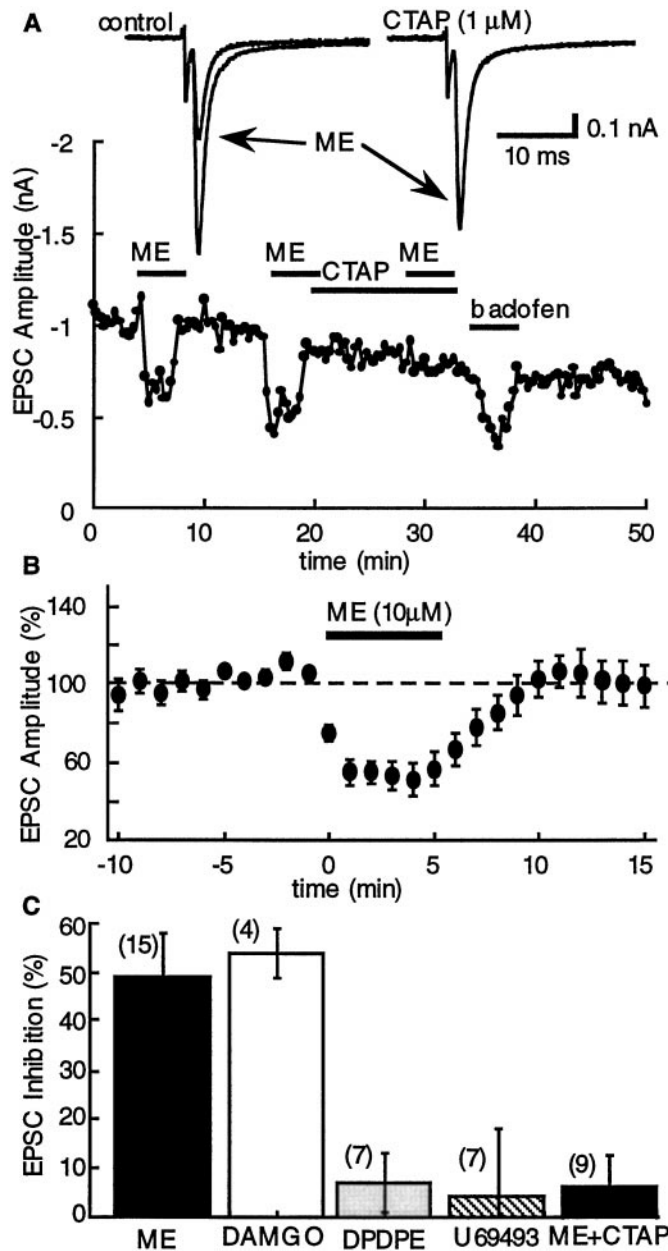 A
control
CTAP (1 µM)
ME
0.1 nA
10 ms
EPSC Amplitude (nA)
-2
-1.5
-1
-0.5
0
ME
ME
CTAP
ME
badofen
0
10
20
30
40
50
time (min)
B
EPSC Amplitude (%)
140
100
60
20
ME (10µM)
-10
-5
0
5
10
15
time (min)
C
EPSC Inhibition (%)
60
50
40
30
20
10
0
(15)
(4)
(7)
(7)
(9)
ME
DAMGO
DPDPE
U69493
ME+CTAP